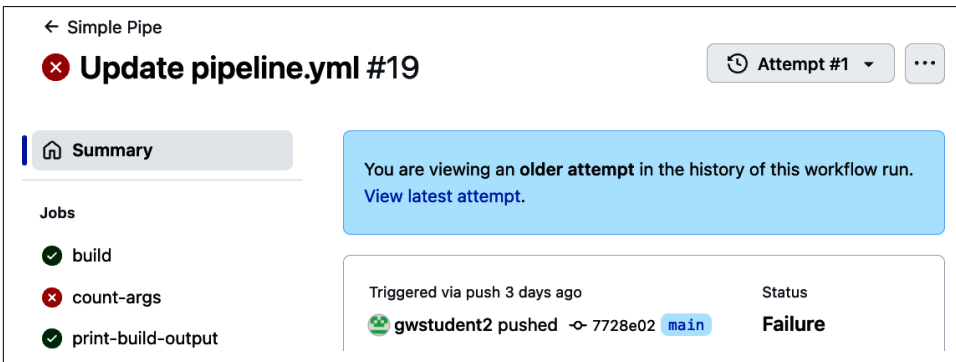 ← Simple Pipe
Update pipeline.yml #19
Attempt #1
Summary
Jobs
build
count-args
print-build-output
You are viewing an older attempt in the history of this workflow run.
View latest attempt.
Triggered via push 3 days ago
Status
gwstudent2 pushed 7728e02 main
Failure